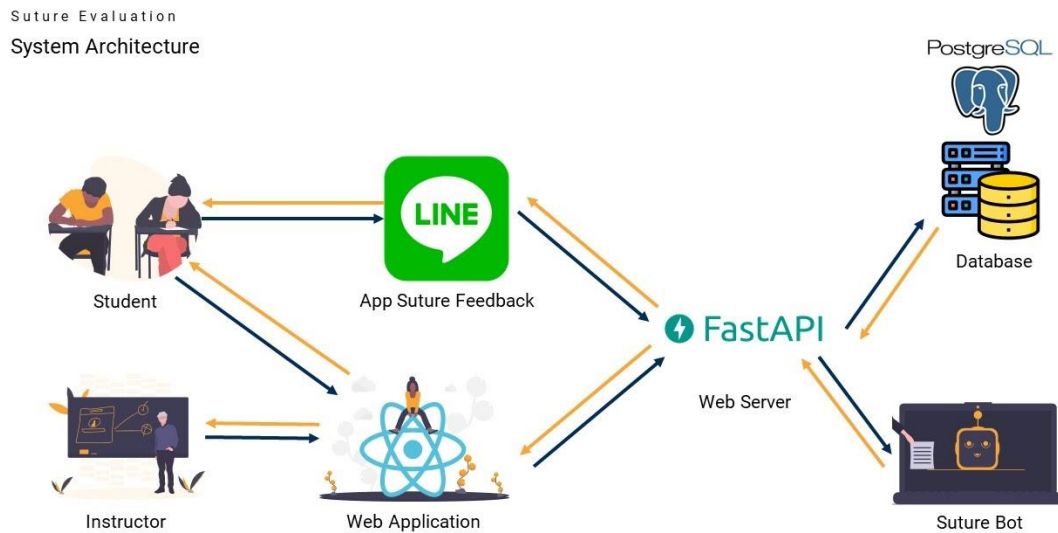 Suture Evaluation
System Architecture
PostgreSQL
LINE
Database
Student
App Suture Feedback
FastAPI
Web Server
Instructor
Web Application
Suture Bot